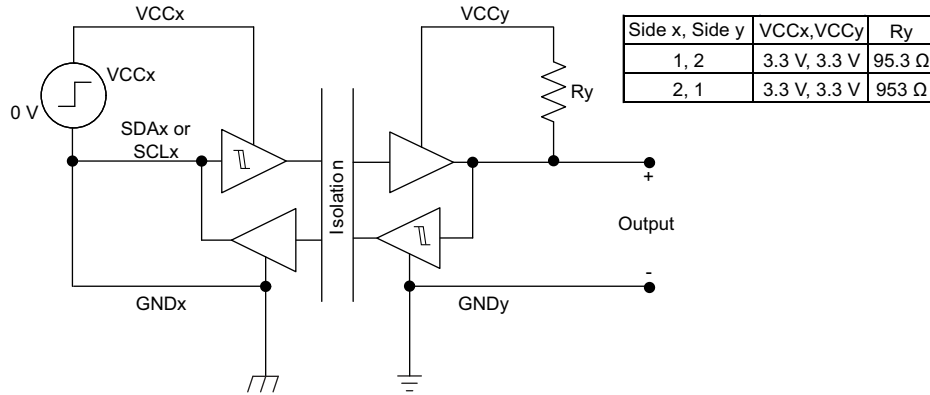 VCCx
VCCy
Side x, Side y VCCx,VCCy Ry
1, 2 3.3 V, 3.3 V 95.3 Ω
2, 1 3.3 V, 3.3 V 953 Ω
VCCx
0 V
Ry
SDAx or
SCLx
Isolation
+
Output
-
GNDx
GNDy